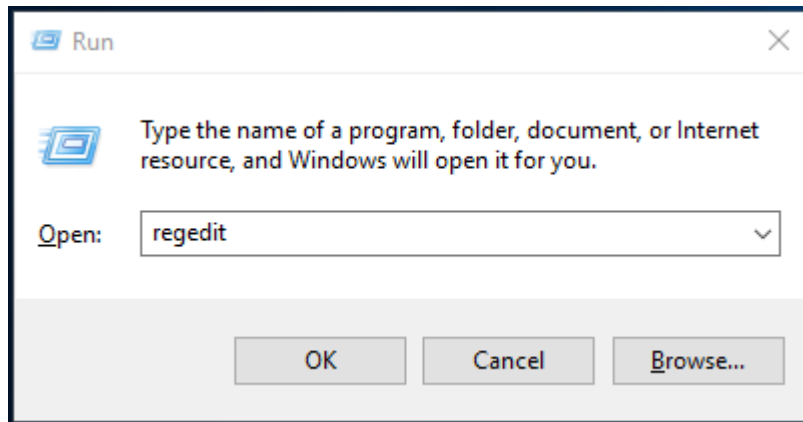 Run
Type the name of a program, folder, document, or Internet
resource, and Windows will open it for you.
Open: regedit
OK Cancel Browse...